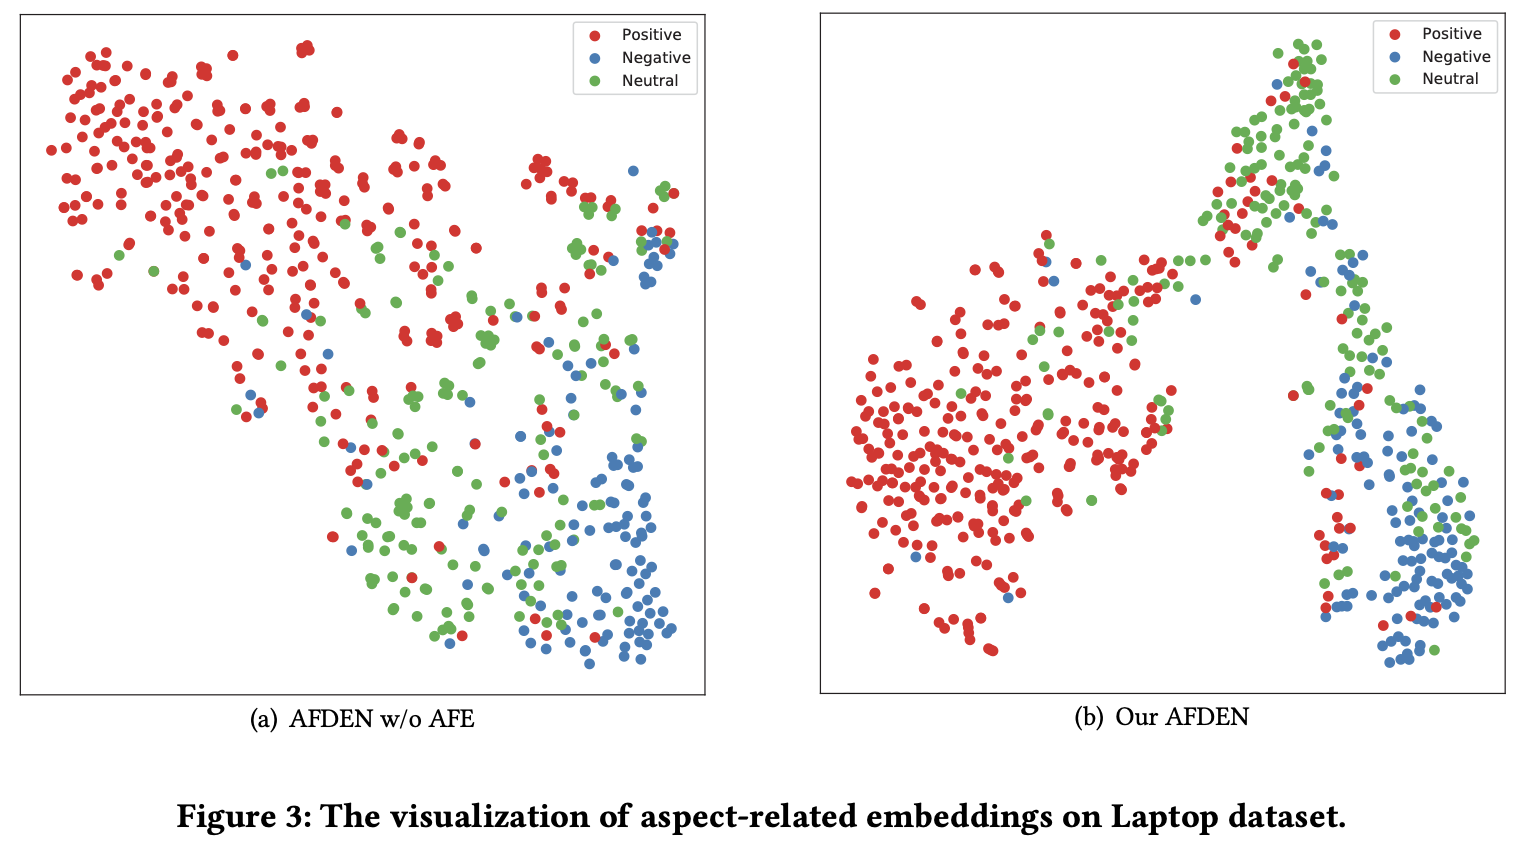 Positive
Negative
Neutral
Positive
Negative
Neutral
(a) AFDEN w/o AFE
(b) Our AFDEN
Figure 3: The visualization of aspect-related embeddings on Laptop dataset.